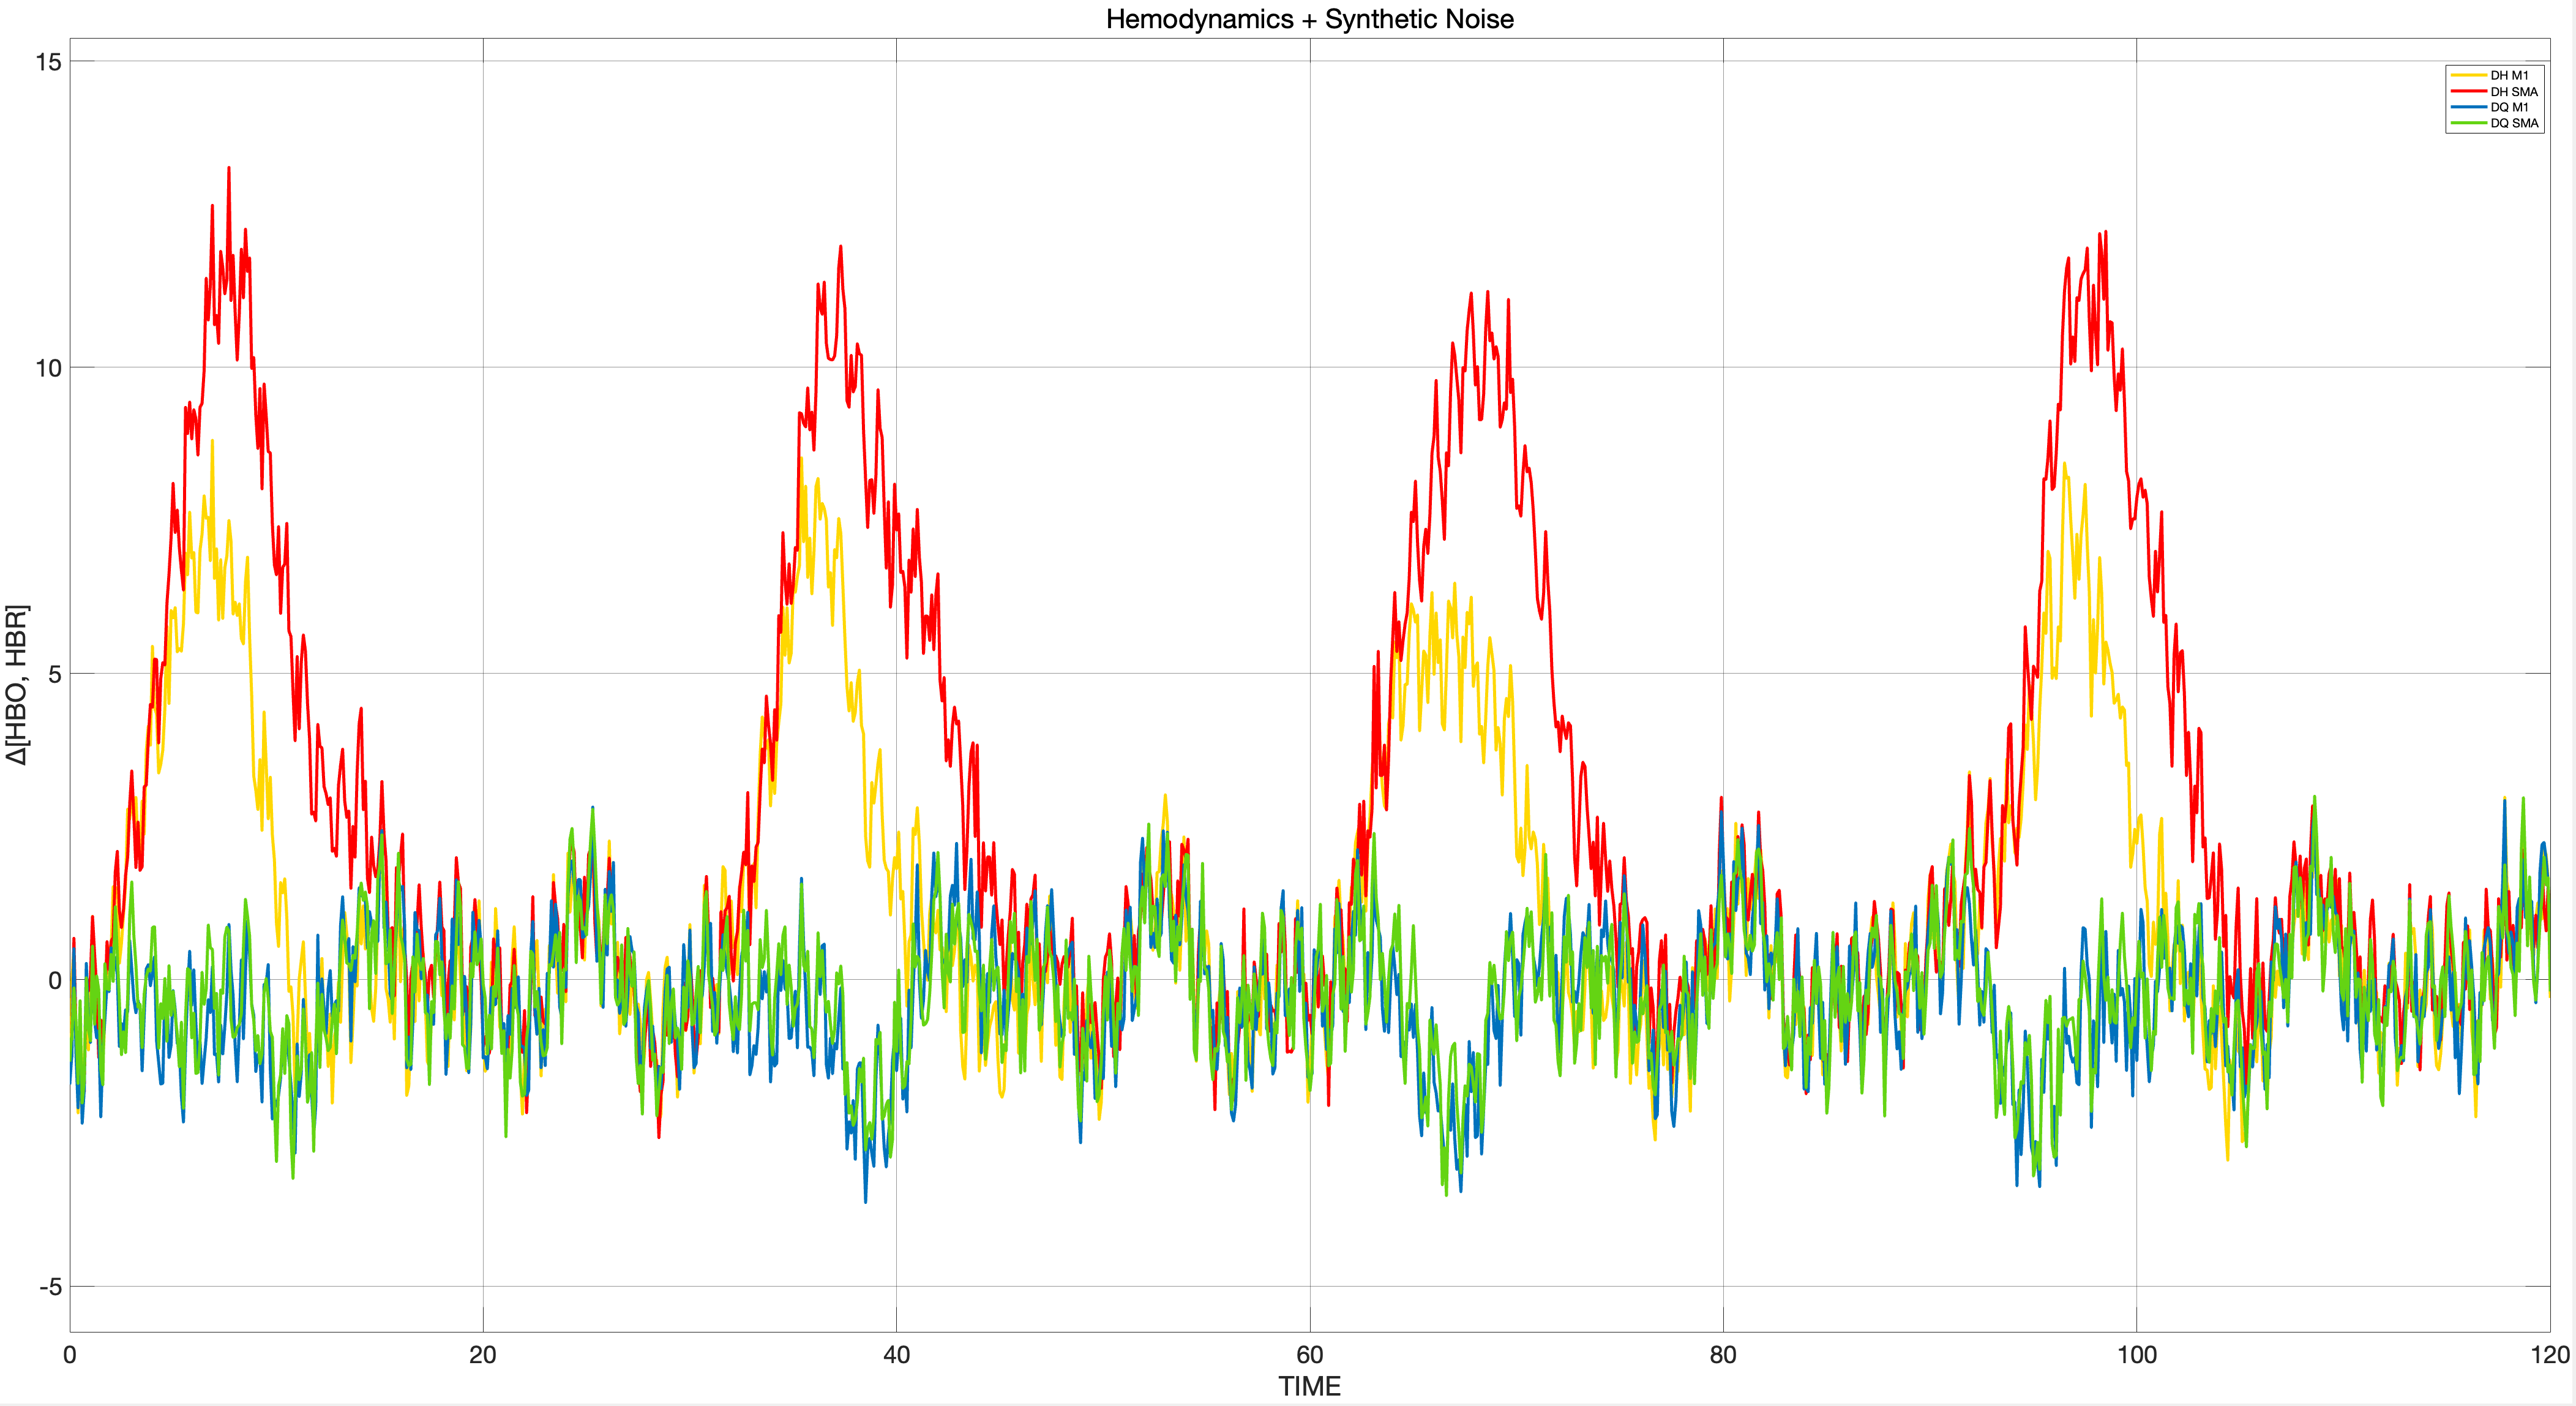 Hemodynamics + Synthetic Noise
15
DH M1
DH SMA
DQ M1
DQ SMA
10
Δ[HBO, HBR]
5
0
-5
0 20 40 60 80 100 120
TIME